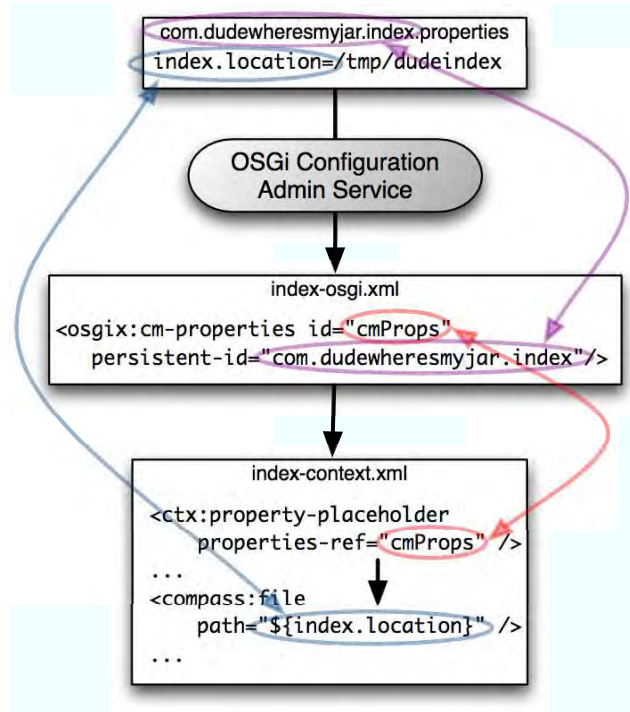 com.dudewheresmyjar.index.properties
index.location=/tmp/dudeindex
OSGi Configuration
Admin Service
index-osgi.xml
<osgix:cm-properties id="cmProps"
persistent-id="com.dudewheresmyjar.index"/>
index-context.xml
<ctx:property-placeholder
properties-ref="cmProps" />
...
<compass:file
path="${index.location}" />
...